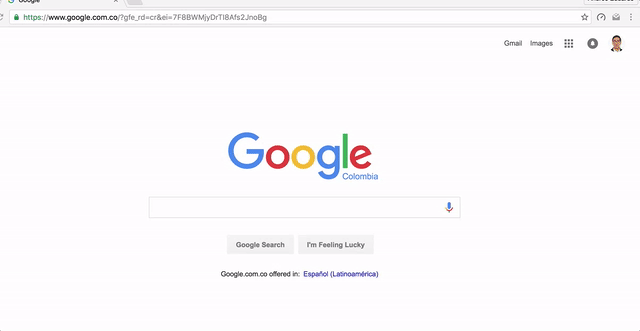 Google
https://www.google.com.co/?gfe_rd=cr&ei=7F8BWMjyDrTI8Afs2JnoBg
Gmail Images
Google
Colombia
Google Search I'm Feeling Lucky
Google.com.co offered in: Español (Latinoamérica)